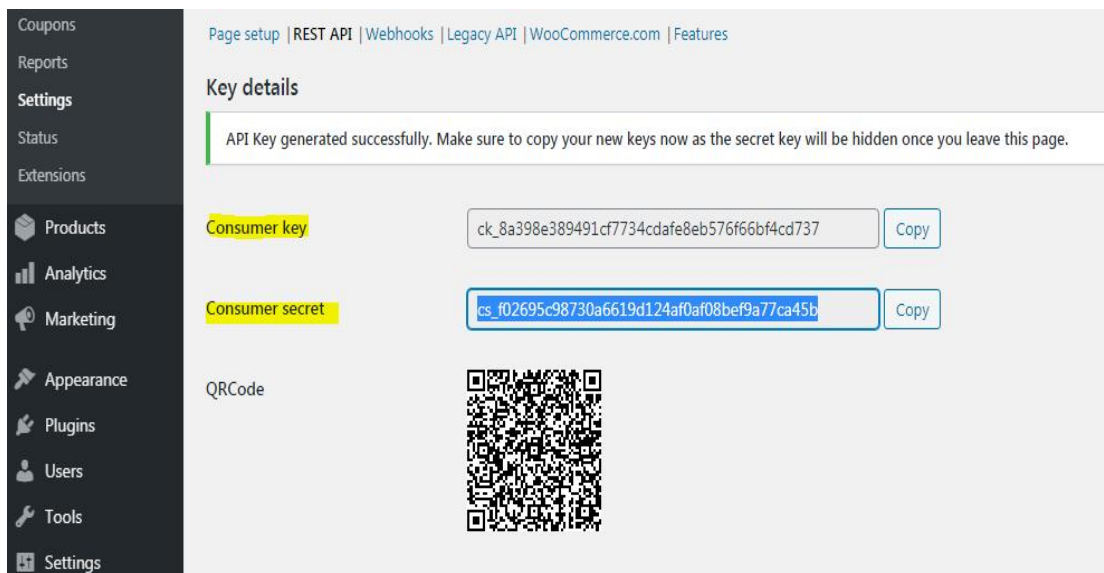 Coupons
Reports
Settings
Status
Extensions
Products
Analytics
Marketing
Appearance
Plugins
Users
Tools
Settings
Page setup | REST API | Webhooks | Legacy API | WooCommerce.com | Features
Key details
API Key generated successfully. Make sure to copy your new keys now as the secret key will be hidden once you leave this page.
Consumer key ck_8a398e389491cf7734cdafe8eb576f66bf4cd737 Copy
Consumer secret cs_f02695c98730a6619d124af0af08bef9a77ca45b Copy
QRCode